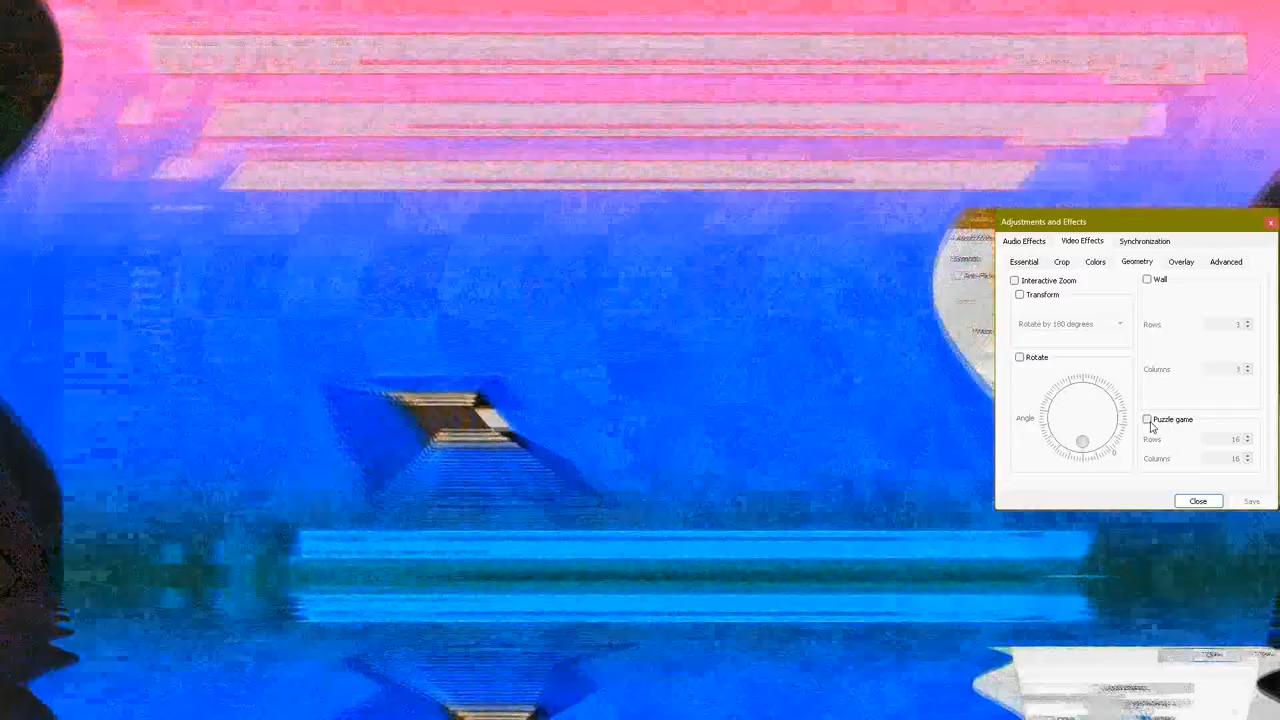 Adjustments and Effects
Audio Effects Video Effects Synchronization
Essential Crop Colors Geometry Overlay Advanced
Interactive Zoom
Transform
Rotate by 180 degrees
Rotate
Angle
Wall
Rows 3
Columns 3
Puzzle game
Rows 16
Columns 16
Close Save